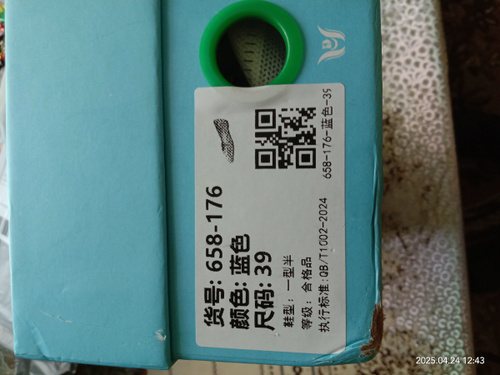 658-176-蓝色-39
货号: 658-176
颜色: 蓝色
尺码: 39
鞋型: 一型半
等级: 合格品
执行标准:QB/T1002-2024
2025.04.24 12:43